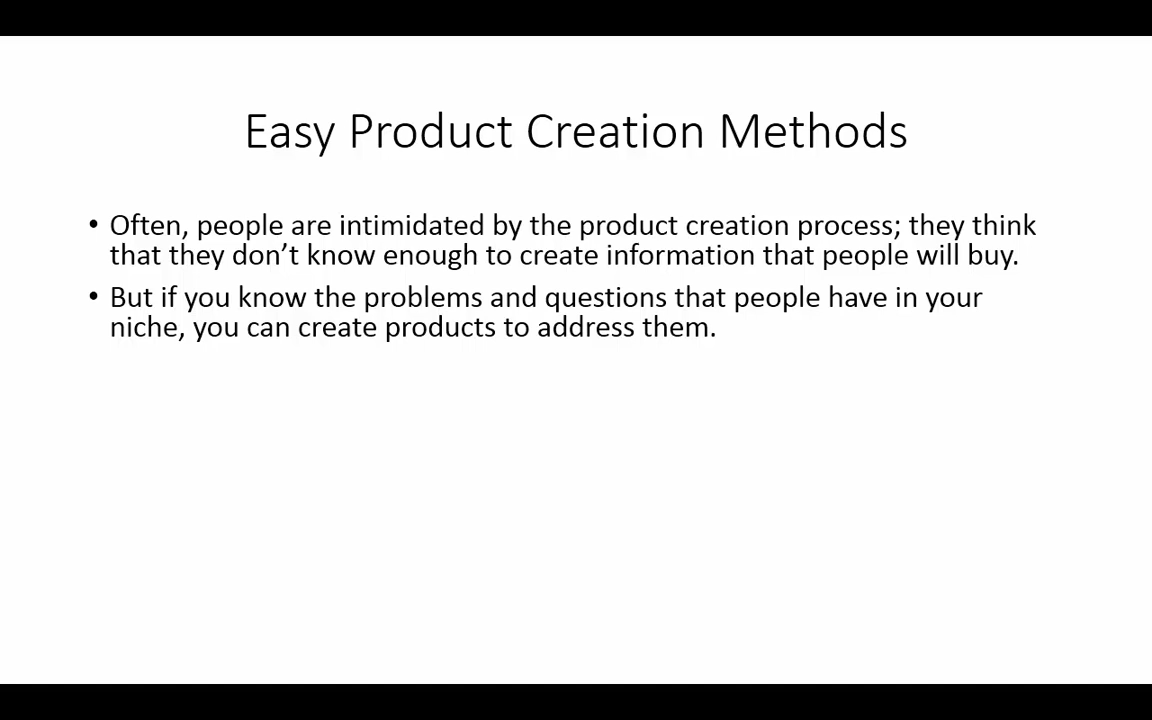 Easy Product Creation Methods
• Often, people are intimidated by the product creation process; they think
that they don’t know enough to create information that people will buy.
• But if you know the problems and questions that people have in your
niche, you can create products to address them.